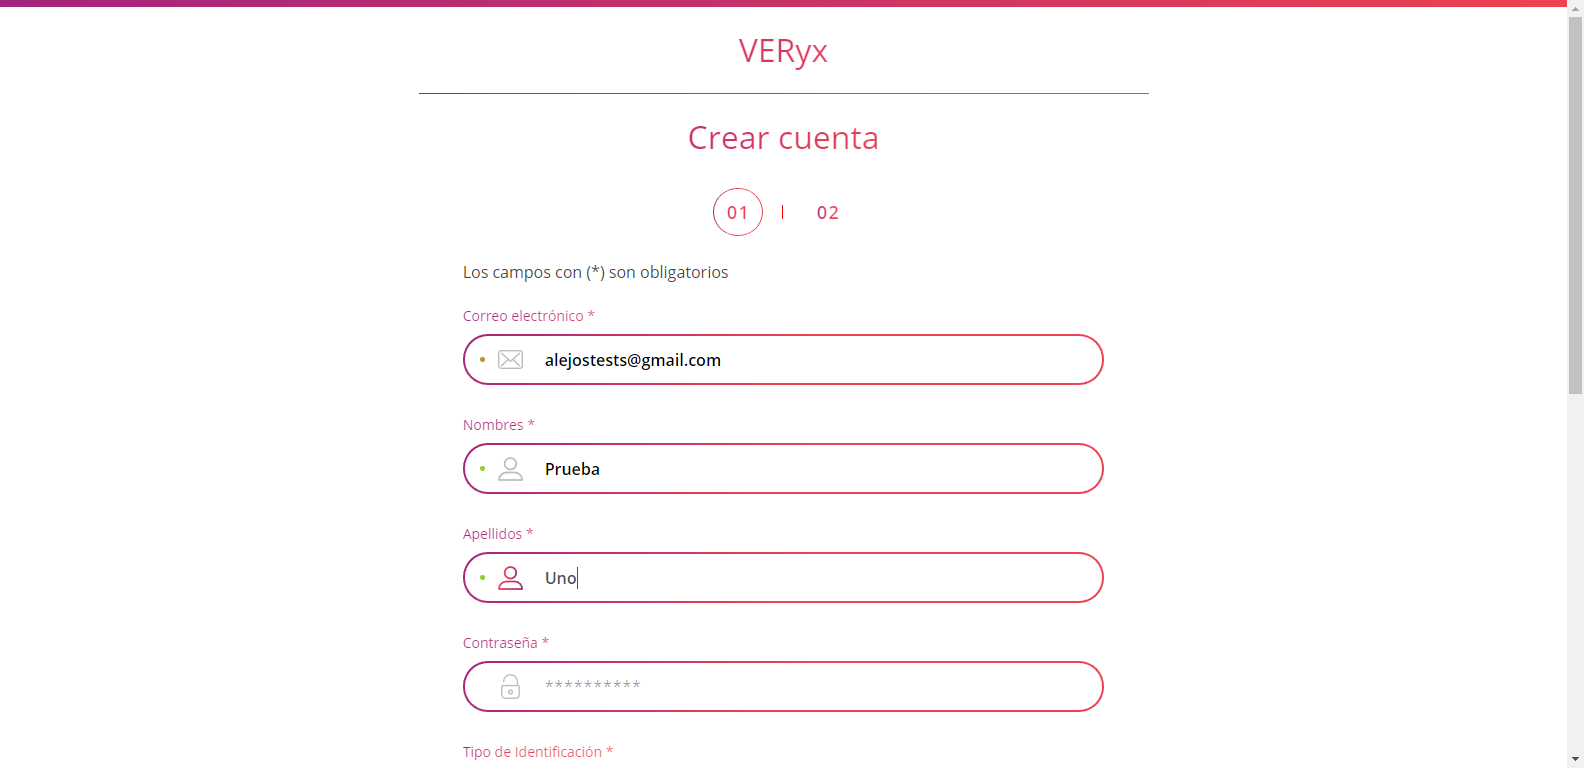 VERyx
Crear cuenta
01 | 02
Los campos con (*) son obligatorios
Correo electrónico *
alejostests@gmail.com
Nombres *
Prueba
Apellidos *
Uno
Contraseña *
**********
Tipo de Identificación *